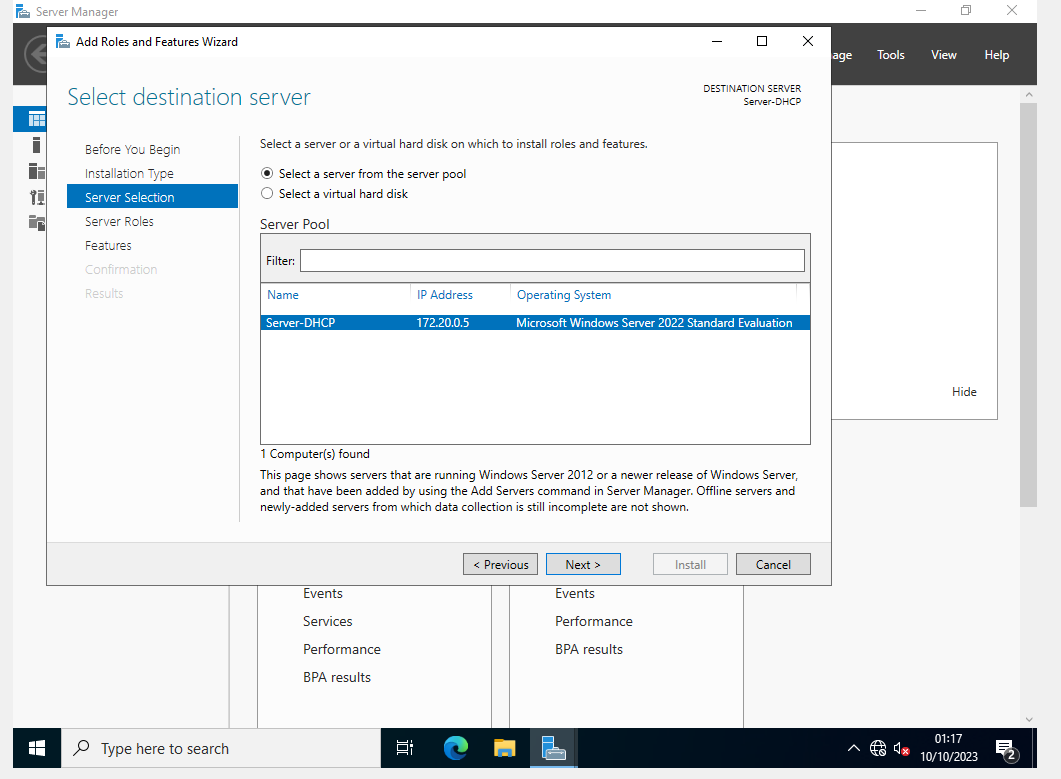 Server Manager
Add Roles and Features Wizard
age Tools View Help
Select destination server
DESTINATION SERVER
Server-DHCP
Before You Begin
Installation Type
Server Selection
Server Roles
Features
Confirmation
Results
Select a server or a virtual hard disk on which to install roles and features.
Select a server from the server pool
Select a virtual hard disk
Server Pool
Filter:
Name IP Address Operating System
Server-DHCP 172.20.0.5 Microsoft Windows Server 2022 Standard Evaluation
1 Computer(s) found
This page shows servers that are running Windows Server 2012 or a newer release of Windows Server,
and that have been added by using the Add Servers command in Server Manager. Offline servers and
newly-added servers from which data collection is still incomplete are not shown.
< Previous Next > Install Cancel
Hide
Events
Services
Performance
BPA results
Events
Performance
BPA results
Type here to search
01:17
10/10/2023
2